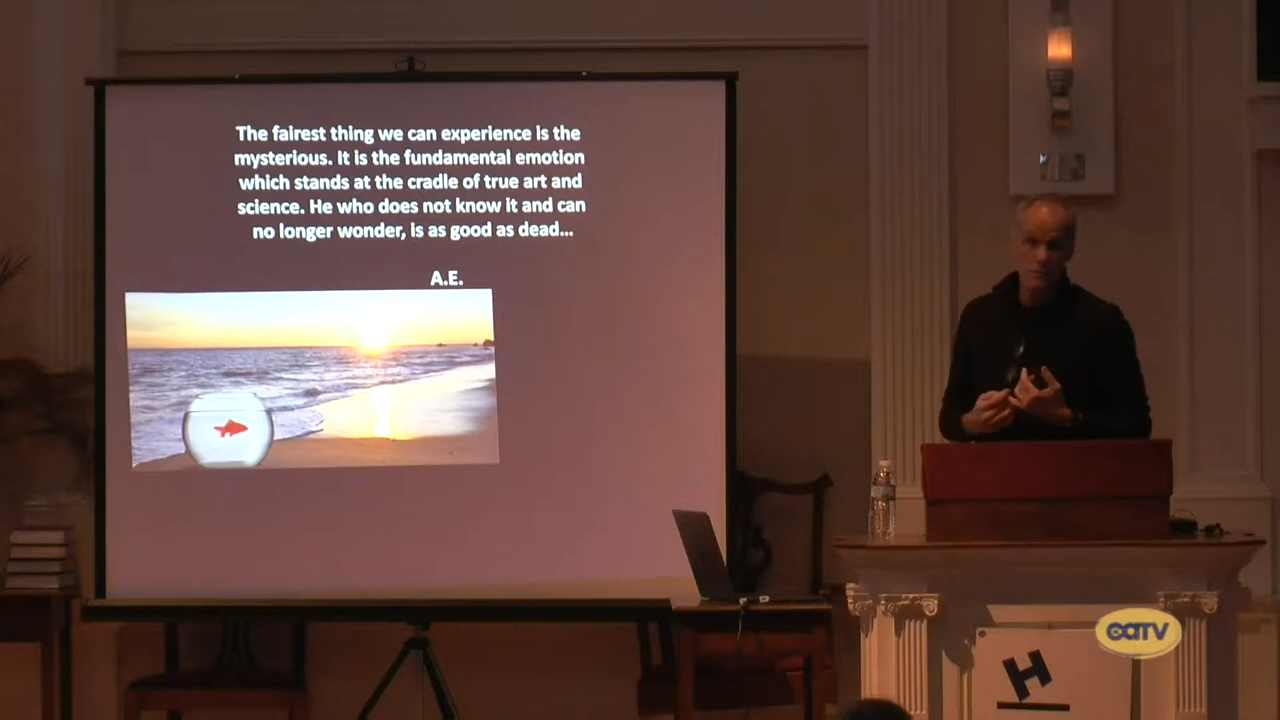 The fairest thing we can experience is the
mysterious. It is the fundamental emotion
which stands at the cradle of true art and
science. He who does not know it and can
no longer wonder, is as good as dead...
A.E.
CATV
H